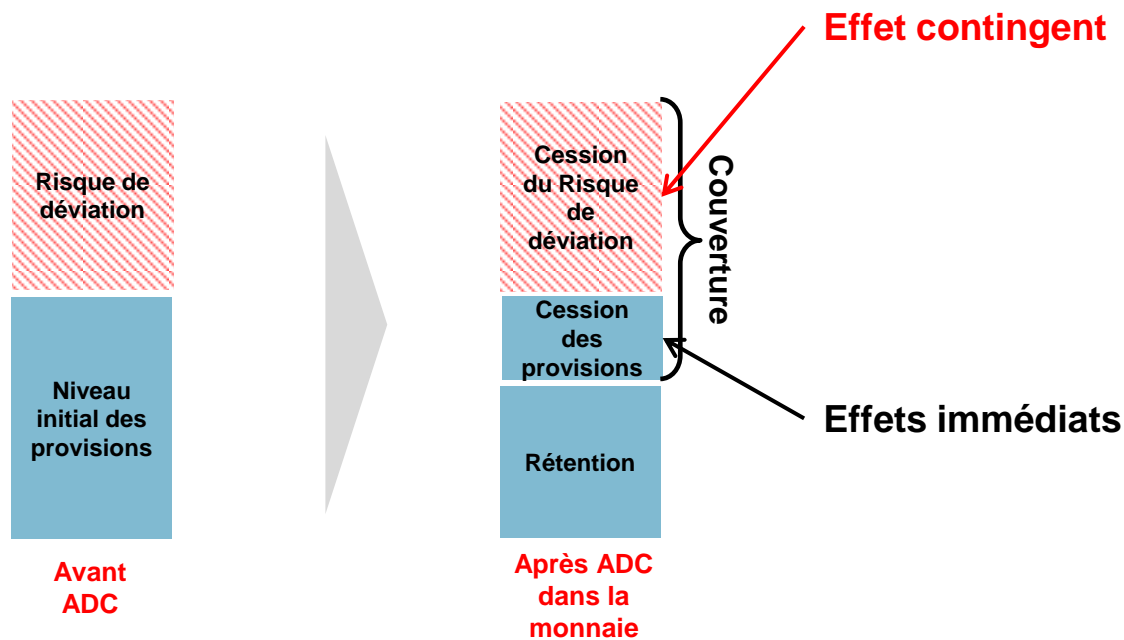 Effet contingent
Risque de
déviation
Cession
du Risque
de
déviation
Couverture
Cession
des
provisions
Niveau
initial des
provisions
Effets immédiats
Rétention
Avant
ADC
Après ADC
dans la
monnaie